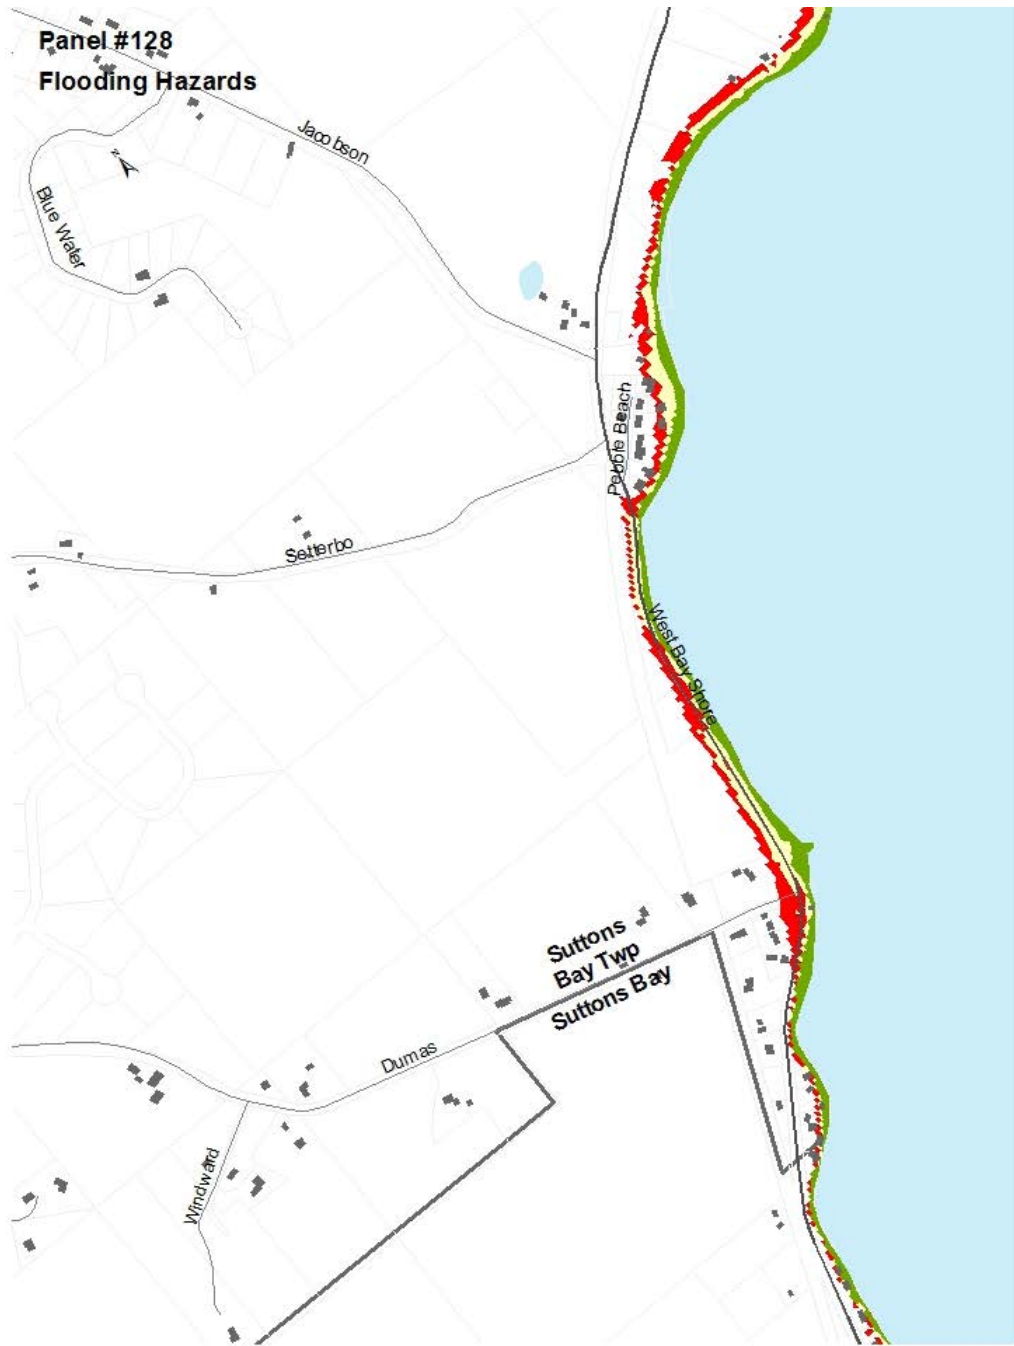 Panel #128
Flooding Hazards
Jacobson
Blue Water
Pebble Beach
Setterbo
West Bay Shore
Suttons
Bay Twp
Suttons Bay
Dumas
Windward